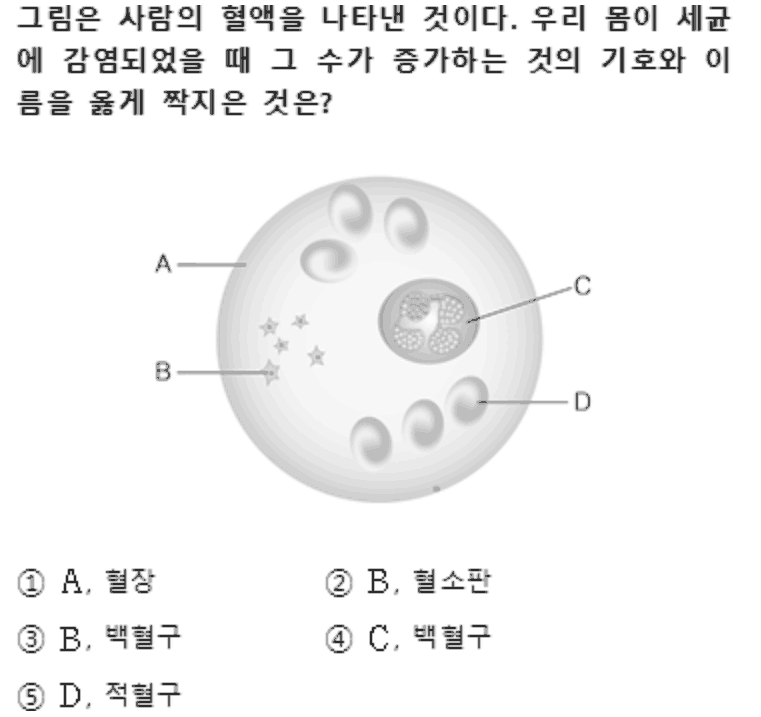 그림은 사람의 혈액을 나타낸 것이다. 우리 몸이 세균
에 감염되었을 때 그 수가 증가하는 것의 기호와 이
름을 옳게 짝지은 것은?
A
C
B
D
① A, 혈장 ② B, 혈소판
③ B, 백혈구 ④ C, 백혈구
⑤ D, 적혈구